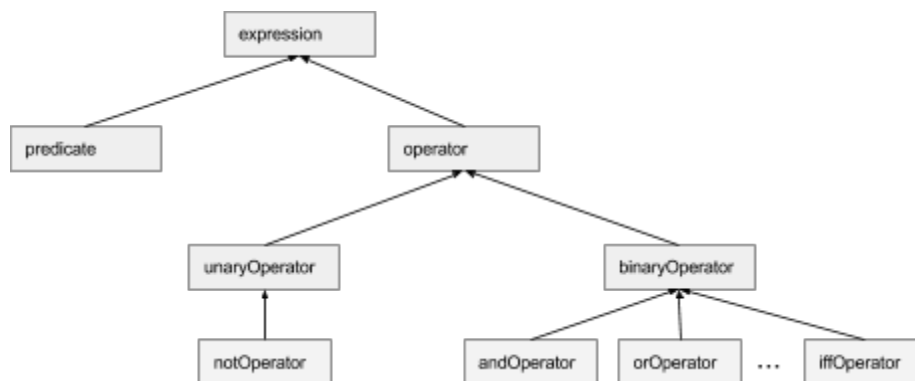 expression
predicate
operator
unaryOperator
binaryOperator
notOperator
andOperator
orOperator
...
iffOperator